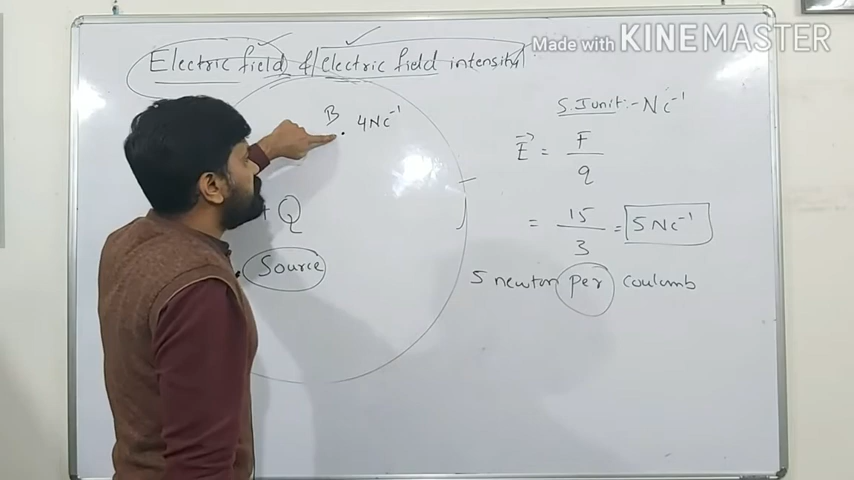 Made with KINEMASTER
Electric field & electric field intensity
B
4NC⁻¹
+Q
Source
S.I unit:- NC⁻¹
E⃗ = F
q
= 15
3
= 5NC⁻¹
5 newton per coulomb